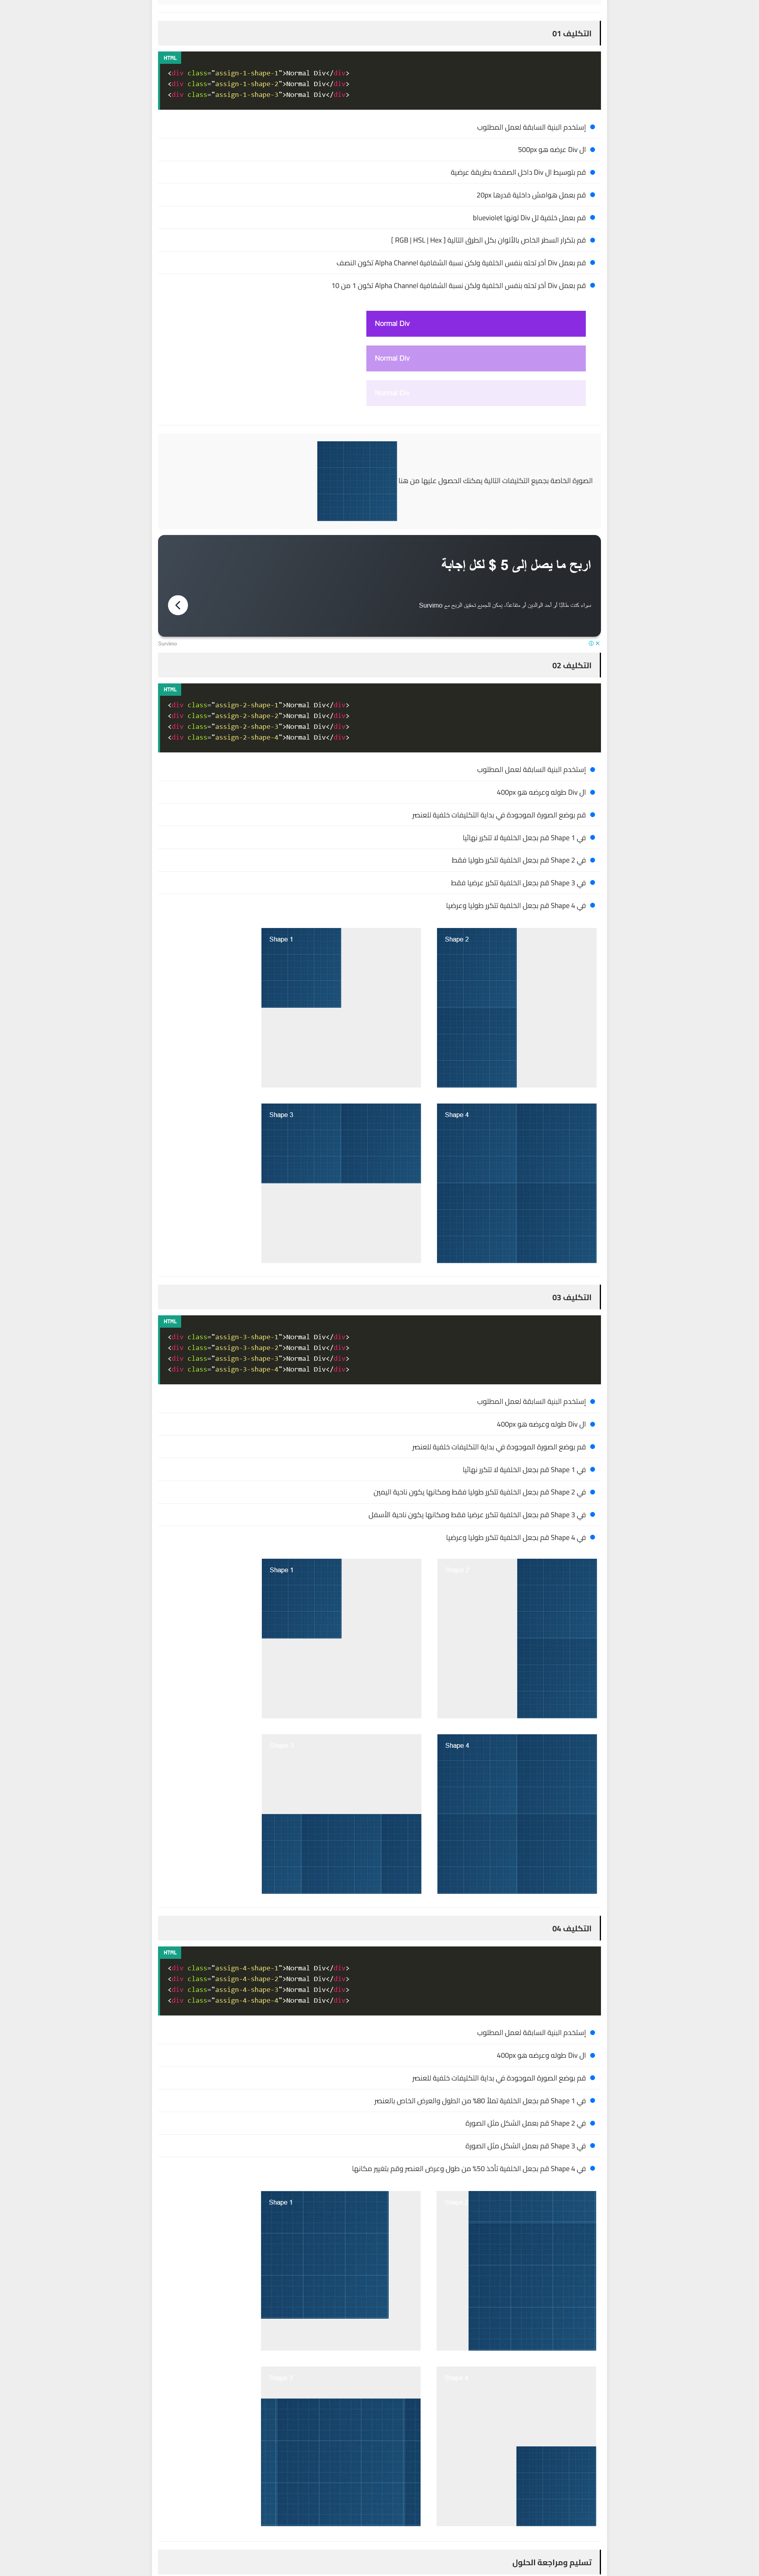 التكليف 01
HTML
<div class="assign-1-shape-1">Normal Div</div>
<div class="assign-1-shape-2">Normal Div</div>
<div class="assign-1-shape-3">Normal Div</div>
إستخدم البنية السابقة لعمل المطلوب
ال Div عرضه هو 500px
قم بتوسيط ال Div داخل الصفحة بطريقة عرضية
قم بعمل هوامش داخلية قدرها 20px
قم بعمل خلفية لل Div لونها blueviolet
قم بتكرار السطر الخاص بالألوان بكل الطرق التالية [ RGB | HSL | Hex ]
قم بعمل Div أخر تحته بنفس الخلفية ولكن نسبة الشفافية Alpha Channel تكون النصف
قم بعمل Div أخر تحته بنفس الخلفية ولكن نسبة الشفافية Alpha Channel تكون 1 من 10
Normal Div
Normal Div
Normal Div
الصورة الخاصة بجميع التكليفات التالية يمكنك الحصول عليها من هنا
اربح ما يصل إلى 5 $ لكل إجابة
سواء كنت طالبًا أو أحد الوالدين أو متقاعدًا، يمكن للجميع تحقيق الربح مع Survimo
Survimo
التكليف 02
HTML
<div class="assign-2-shape-1">Normal Div</div>
<div class="assign-2-shape-2">Normal Div</div>
<div class="assign-2-shape-3">Normal Div</div>
<div class="assign-2-shape-4">Normal Div</div>
إستخدم البنية السابقة لعمل المطلوب
ال Div طوله وعرضه هو 400px
قم بوضع الصورة الموجودة في بداية التكليفات خلفية للعنصر
في Shape 1 قم بجعل الخلفية لا تتكرر نهائيا
في Shape 2 قم بجعل الخلفية تتكرر طوليا فقط
في Shape 3 قم بجعل الخلفية تتكرر عرضيا فقط
في Shape 4 قم بجعل الخلفية تتكرر طوليا وعرضيا
Shape 1
Shape 2
Shape 3
Shape 4
التكليف 03
HTML
<div class="assign-3-shape-1">Normal Div</div>
<div class="assign-3-shape-2">Normal Div</div>
<div class="assign-3-shape-3">Normal Div</div>
<div class="assign-3-shape-4">Normal Div</div>
إستخدم البنية السابقة لعمل المطلوب
ال Div طوله وعرضه هو 400px
قم بوضع الصورة الموجودة في بداية التكليفات خلفية للعنصر
في Shape 1 قم بجعل الخلفية لا تتكرر نهائيا
في Shape 2 قم بجعل الخلفية تتكرر طوليا فقط ومكانها يكون ناحية اليمين
في Shape 3 قم بجعل الخلفية تتكرر عرضيا فقط ومكانها يكون ناحية الأسفل
في Shape 4 قم بجعل الخلفية تتكرر طوليا وعرضيا
Shape 1
Shape
Shape
Shape 4
التكليف 04
HTML
<div class="assign-4-shape-1">Normal Div</div>
<div class="assign-4-shape-2">Normal Div</div>
<div class="assign-4-shape-3">Normal Div</div>
<div class="assign-4-shape-4">Normal Div</div>
إستخدم البنية السابقة لعمل المطلوب
ال Div طوله وعرضه هو 400px
قم بوضع الصورة الموجودة في بداية التكليفات خلفية للعنصر
في Shape 1 قم بجعل الخلفية تملأ 80% من الطول والعرض الخاص بالعنصر
في Shape 2 قم بعمل الشكل مثل الصورة
في Shape 3 قم بعمل الشكل مثل الصورة
في Shape 4 قم بجعل الخلفية تأخذ 50% من طول وعرض العنصر وقم بتغيير مكانها
Shape 1
Shape
Shape
Shape
تسليم ومراجعة الحلول